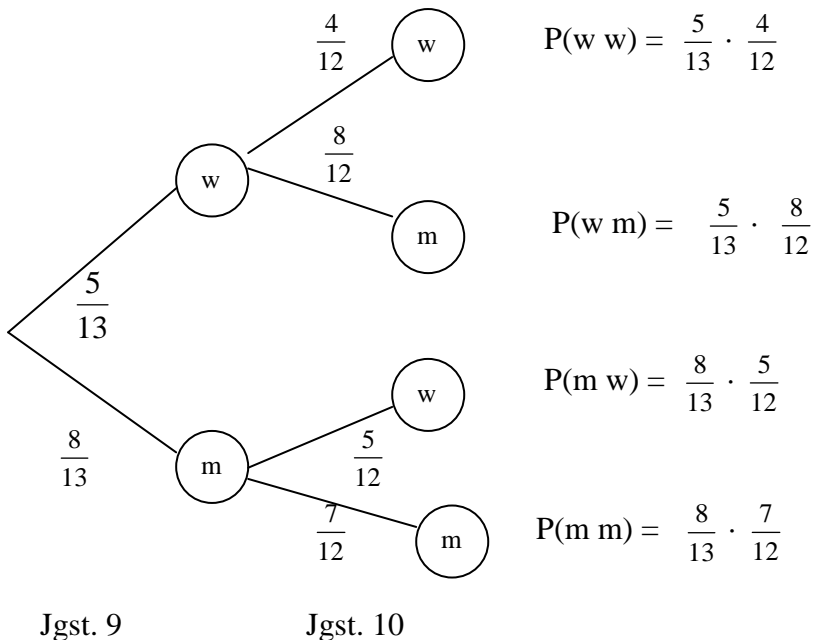 4/12 w P(w w) = 5/13 · 4/12
8/12
w
m P(w m) = 5/13 · 8/12
5/13
w P(m w) = 8/13 · 5/12
8/13 m 5/12
7/12 m P(m m) = 8/13 · 7/12
Jgst. 9 Jgst. 10